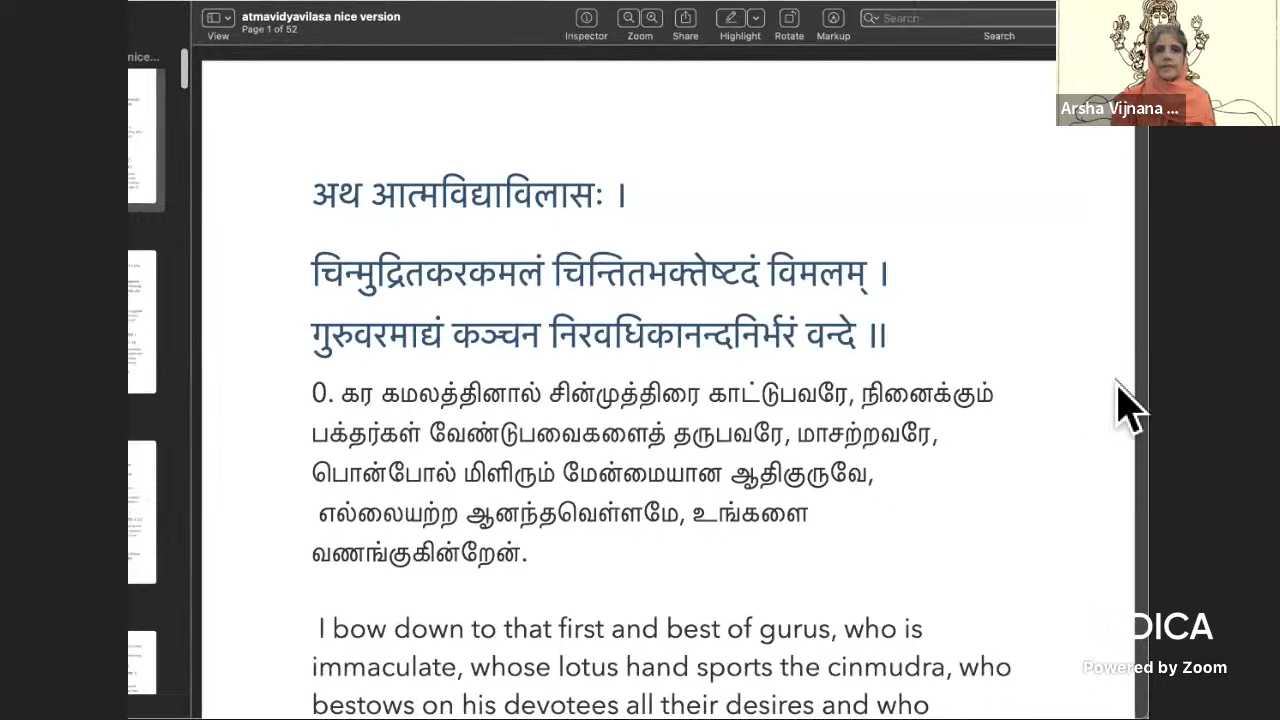 atmavidyavilasa nice version
Page 1 of 52
View
Inspector
Zoom
Share
Highlight
Rotate
Markup
Search
Search
nice...
Arsha Vijnana ...
अथ आत्मविद्याविलासः ।
चिन्मुद्रितकरकमलं चिन्तितभक्तेष्टदं विमलम् ।
गुरुवरमाद्यं कञ्चन निरवधिकानन्दनिर्भरं वन्दे ॥
0. கர கமலத்தினால் சின்முத்திரை காட்டுபவரே, நினைக்கும்
பக்தர்கள் வேண்டுபவைகளைத் தருபவரே, மாசற்றவரே,
பொன்போல் மிளிரும் மேன்மையான ஆதிகுருவே,
எல்லையற்ற ஆனந்தவெள்ளமே, உங்களை
வணங்குகின்றேன்.
I bow down to that first and best of gurus, who is
immaculate, whose lotus hand sports the cinmudra, who
bestows on his devotees all their desires and who
DICA
Powered by Zoom